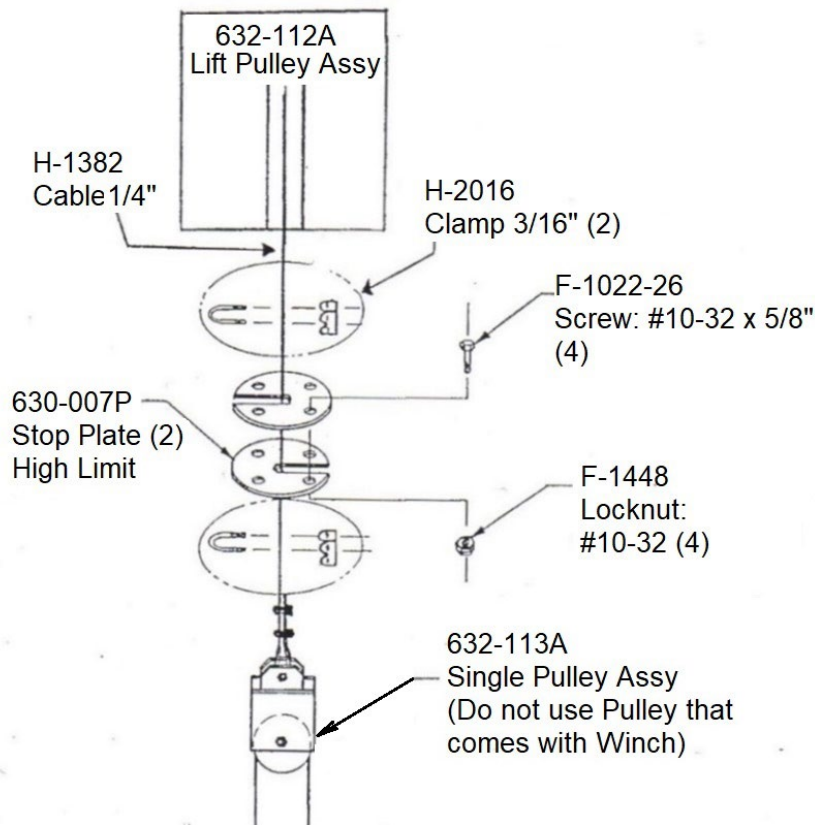 632-112A
Lift Pulley Assy
H-1382
Cable1/4"
H-2016
Clamp 3/16" (2)
F-1022-26
Screw: #10-32 x 5/8"
(4)
630-007P
Stop Plate (2)
High Limit
F-1448
Locknut:
#10-32 (4)
632-113A
Single Pulley Assy
(Do not use Pulley that
comes with Winch)